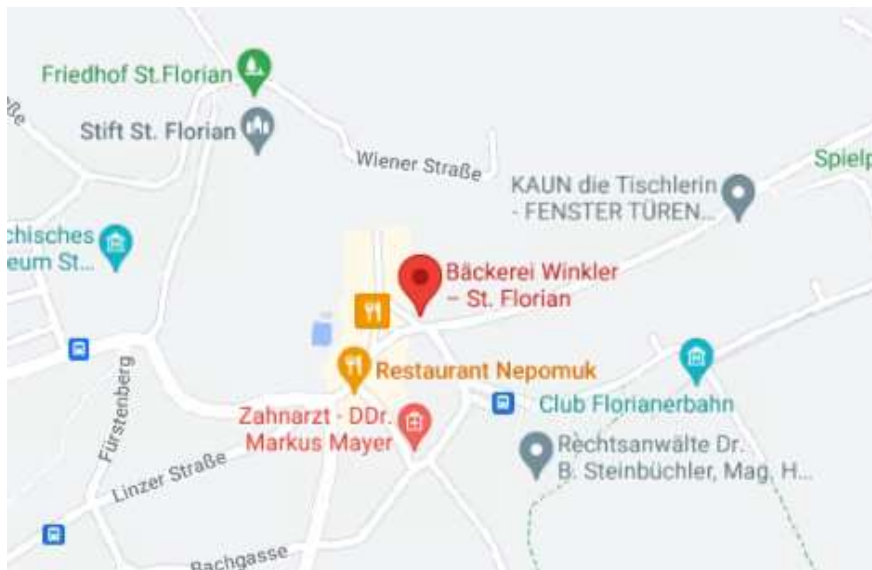 Friedhof St.Florian
Stift St. Florian
Wiener Straße
KAUN die Tischlerin
- FENSTER TÜREN...
Spielp
chisches
eum St...
Bäckerei Winkler
– St. Florian
Restaurant Nepomuk
Zahnarzt - DDr.
Markus Mayer
Club Florianerbahn
Rechtsanwälte Dr.
B. Steinbüchler, Mag. H...
Fürstenberg
Linzer Straße
Bachgasse